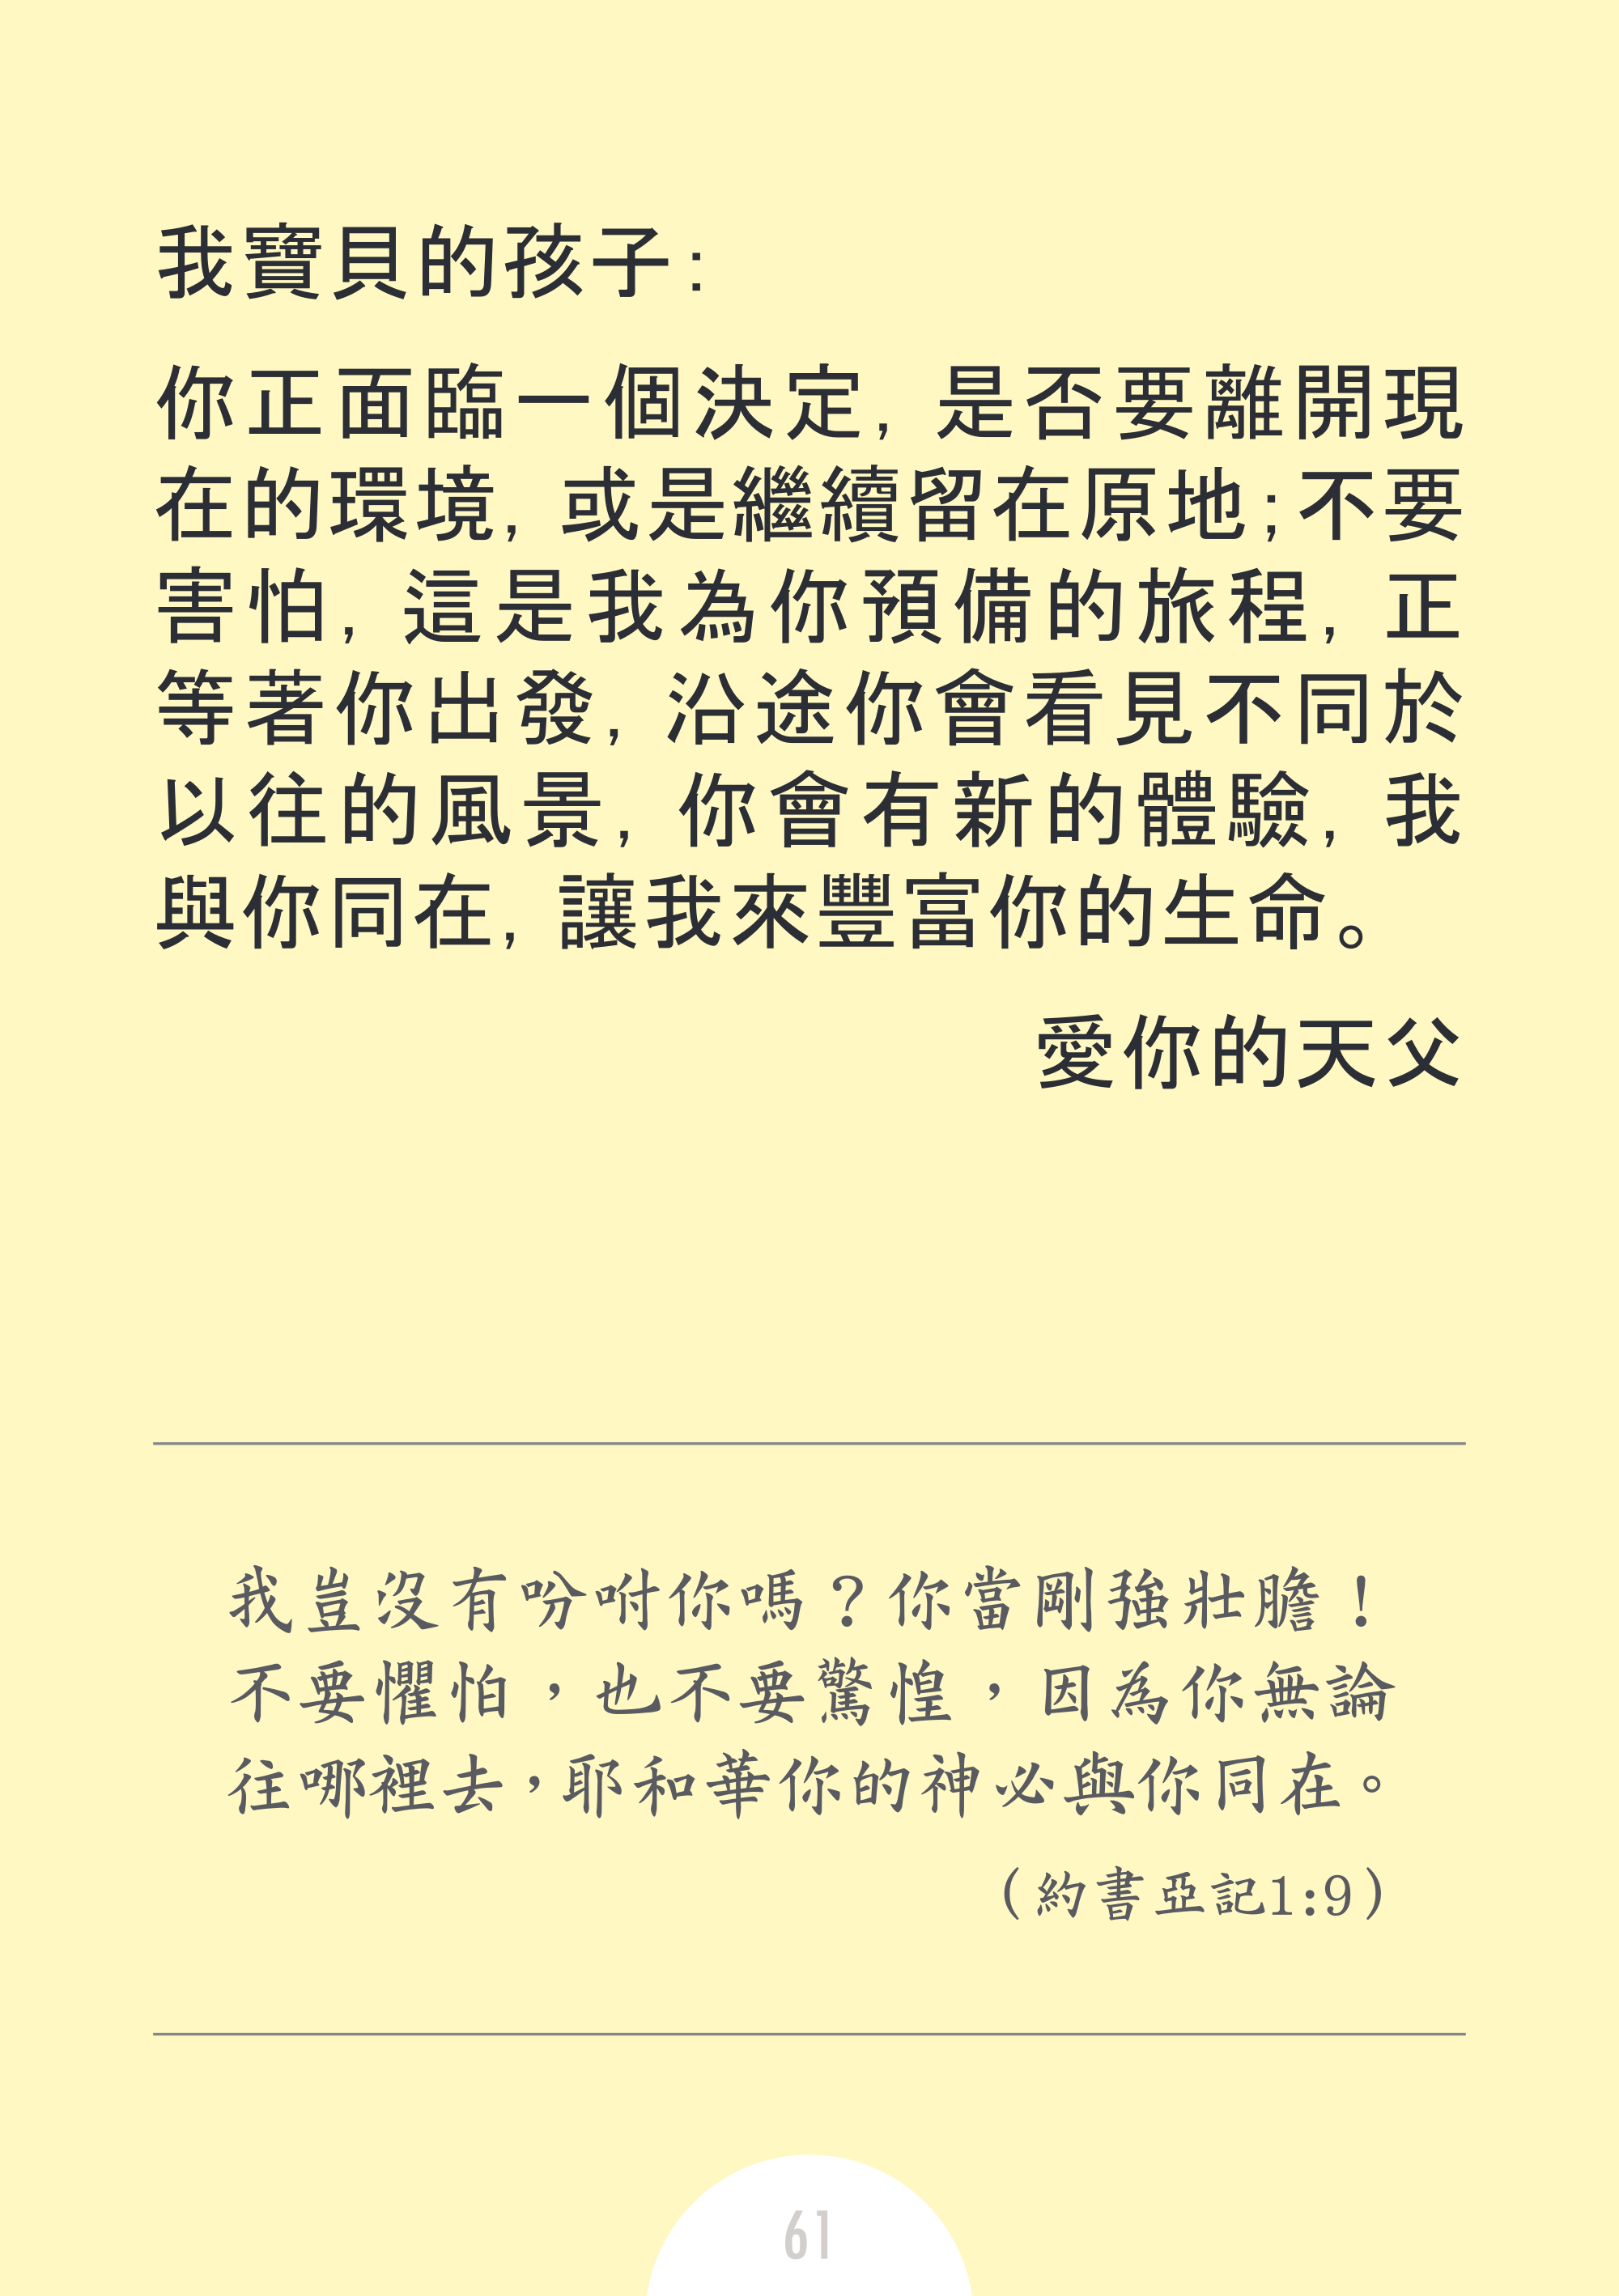 我寶貝的孩子：
你正面臨一個決定，是否要離開現
在的環境，或是繼續留在原地；不要
害怕，這是我為你預備的旅程，正
等著你出發，沿途你會看見不同於
以往的風景，你會有新的體驗，我
與你同在，讓我來豐富你的生命。
愛你的天父
我豈沒有吩咐你嗎？你當剛強壯膽！
不要懼怕，也不要驚惶，因為你無論
往哪裡去，耶和華你的神必與你同在。
（約書亞記1:9）
61